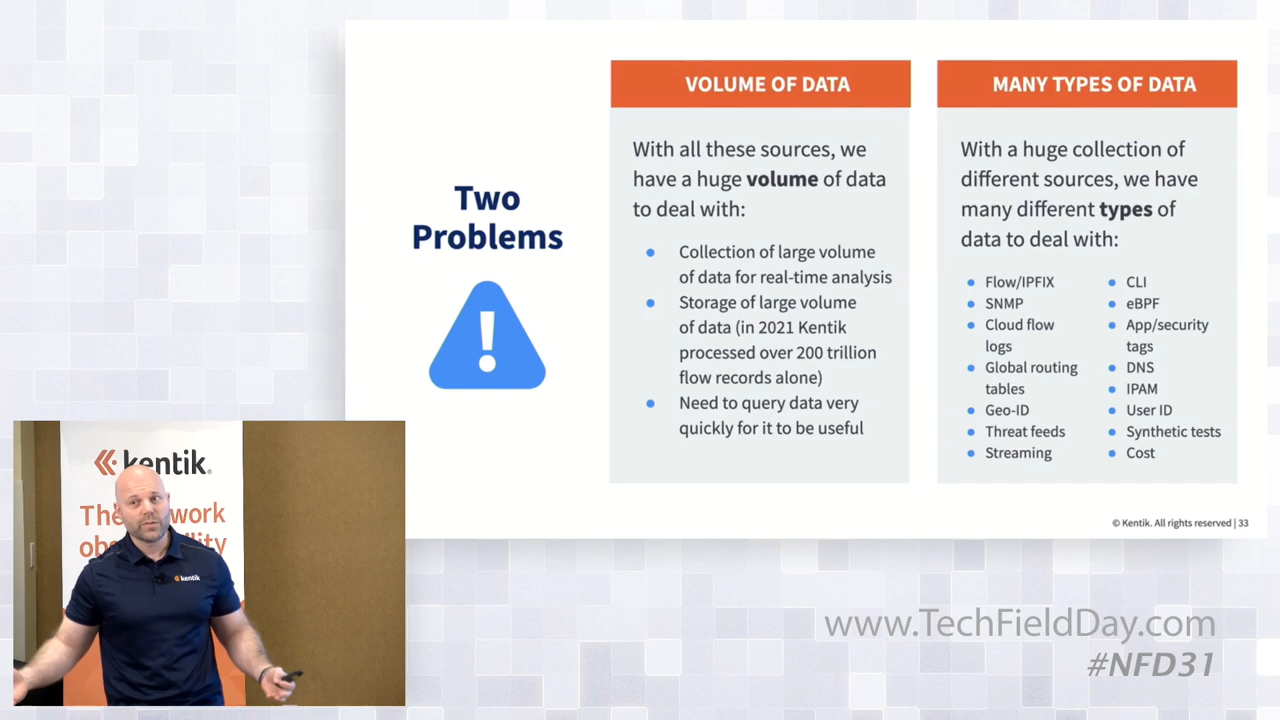 Two
Problems
VOLUME OF DATA
With all these sources, we
have a huge volume of data
to deal with:
● Collection of large volume
of data for real-time analysis
● Storage of large volume
of data (in 2021 Kentik
processed over 200 trillion
flow records alone)
● Need to query data very
quickly for it to be useful
MANY TYPES OF DATA
With a huge collection of
different sources, we have
many different types of
data to deal with:
● Flow/IPFIX
● SNMP
● Cloud flow
logs
● Global routing
tables
● Geo-ID
● Threat feeds
● Streaming
● CLI
● eBPF
● App/security
tags
● DNS
● IPAM
● User ID
● Synthetic tests
● Cost
© Kentik. All rights reserved | 33
kentik®
The work
kentik
www.TechFieldDay.com
#NFD31